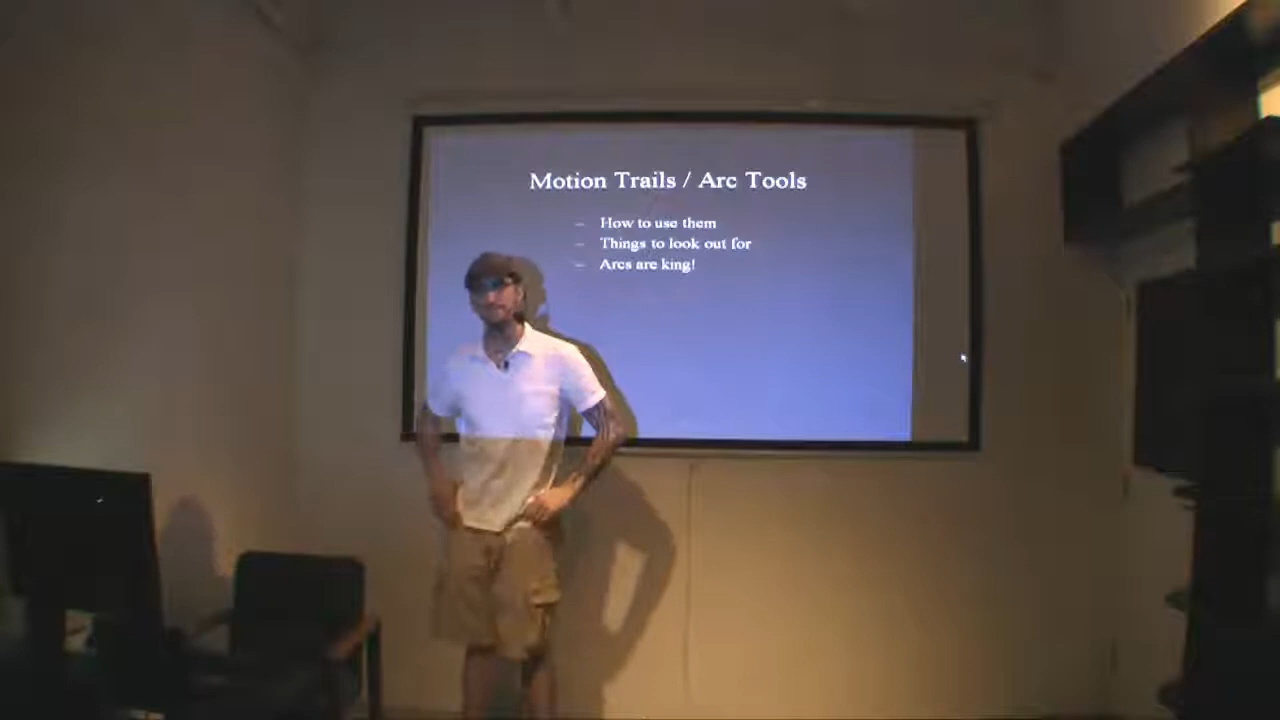 Motion Trails / Arc Tools
– How to use them
– Things to look out for
– Arcs are king!